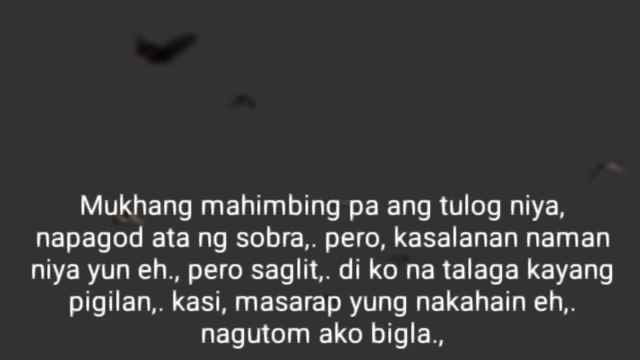 Mukhang mahimbing pa ang tulog niya,
napagod ata ng sobra,. pero, kasalanan naman
niya yun eh., pero saglit,. di ko na talaga kayang
pigilan,. kasi, masarap yung nakahain eh,.
nagutom ako bigla.,